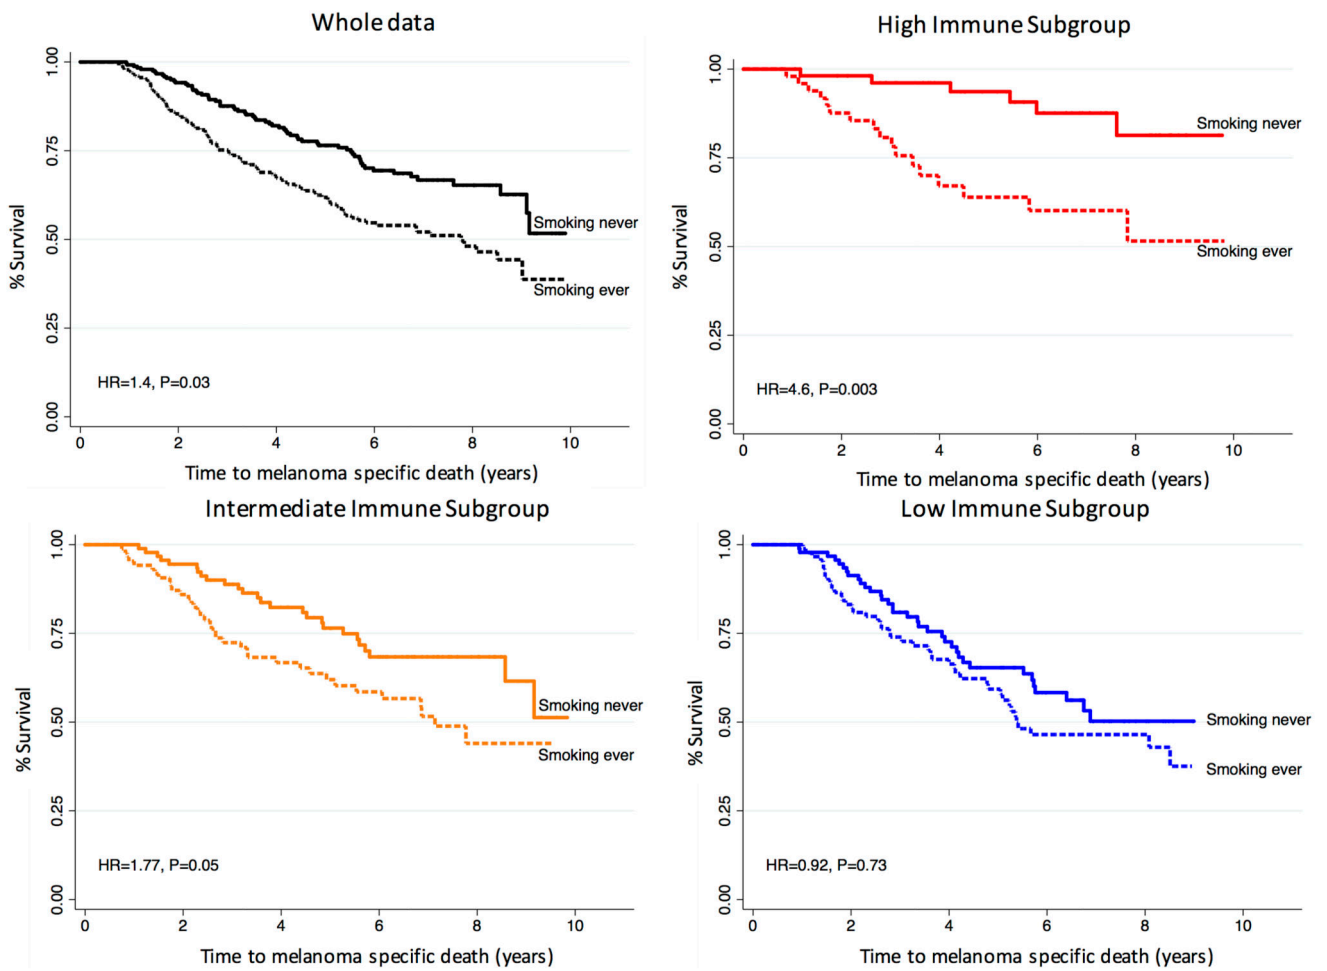 Whole data
1.00
0.75
0.50
0.25
0.00
% Survival
Smoking never
Smoking ever
HR=1.4, P=0.03
0 2 4 6 8 10
Time to melanoma specific death (years)
High Immune Subgroup
1.00
0.75
0.50
0.25
0.00
% Survival
Smoking never
Smoking ever
HR=4.6, P=0.003
0 2 4 6 8 10
Time to melanoma specific death (years)
Intermediate Immune Subgroup
1.00
0.75
0.50
0.25
0.00
% Survival
Smoking never
Smoking ever
HR=1.77, P=0.05
0 2 4 6 8 10
Time to melanoma specific death (years)
Low Immune Subgroup
1.00
0.75
0.50
0.25
0.00
% Survival
Smoking never
Smoking ever
HR=0.92, P=0.73
0 2 4 6 8 10
Time to melanoma specific death (years)